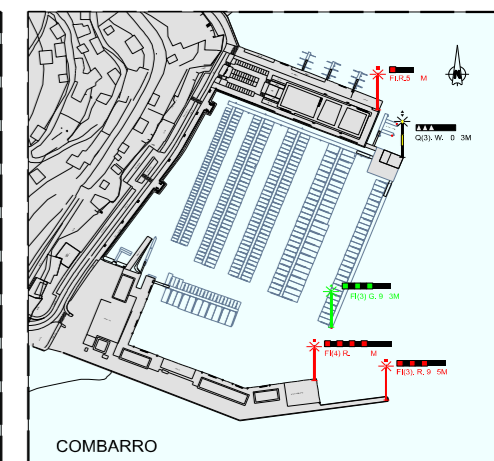 Fl.R.5 M
Q(3). W. 0 3M
Fl(3) G. 9 3M
Fl(4) R. M
Fl(3). R. 9 5M
COMBARRO